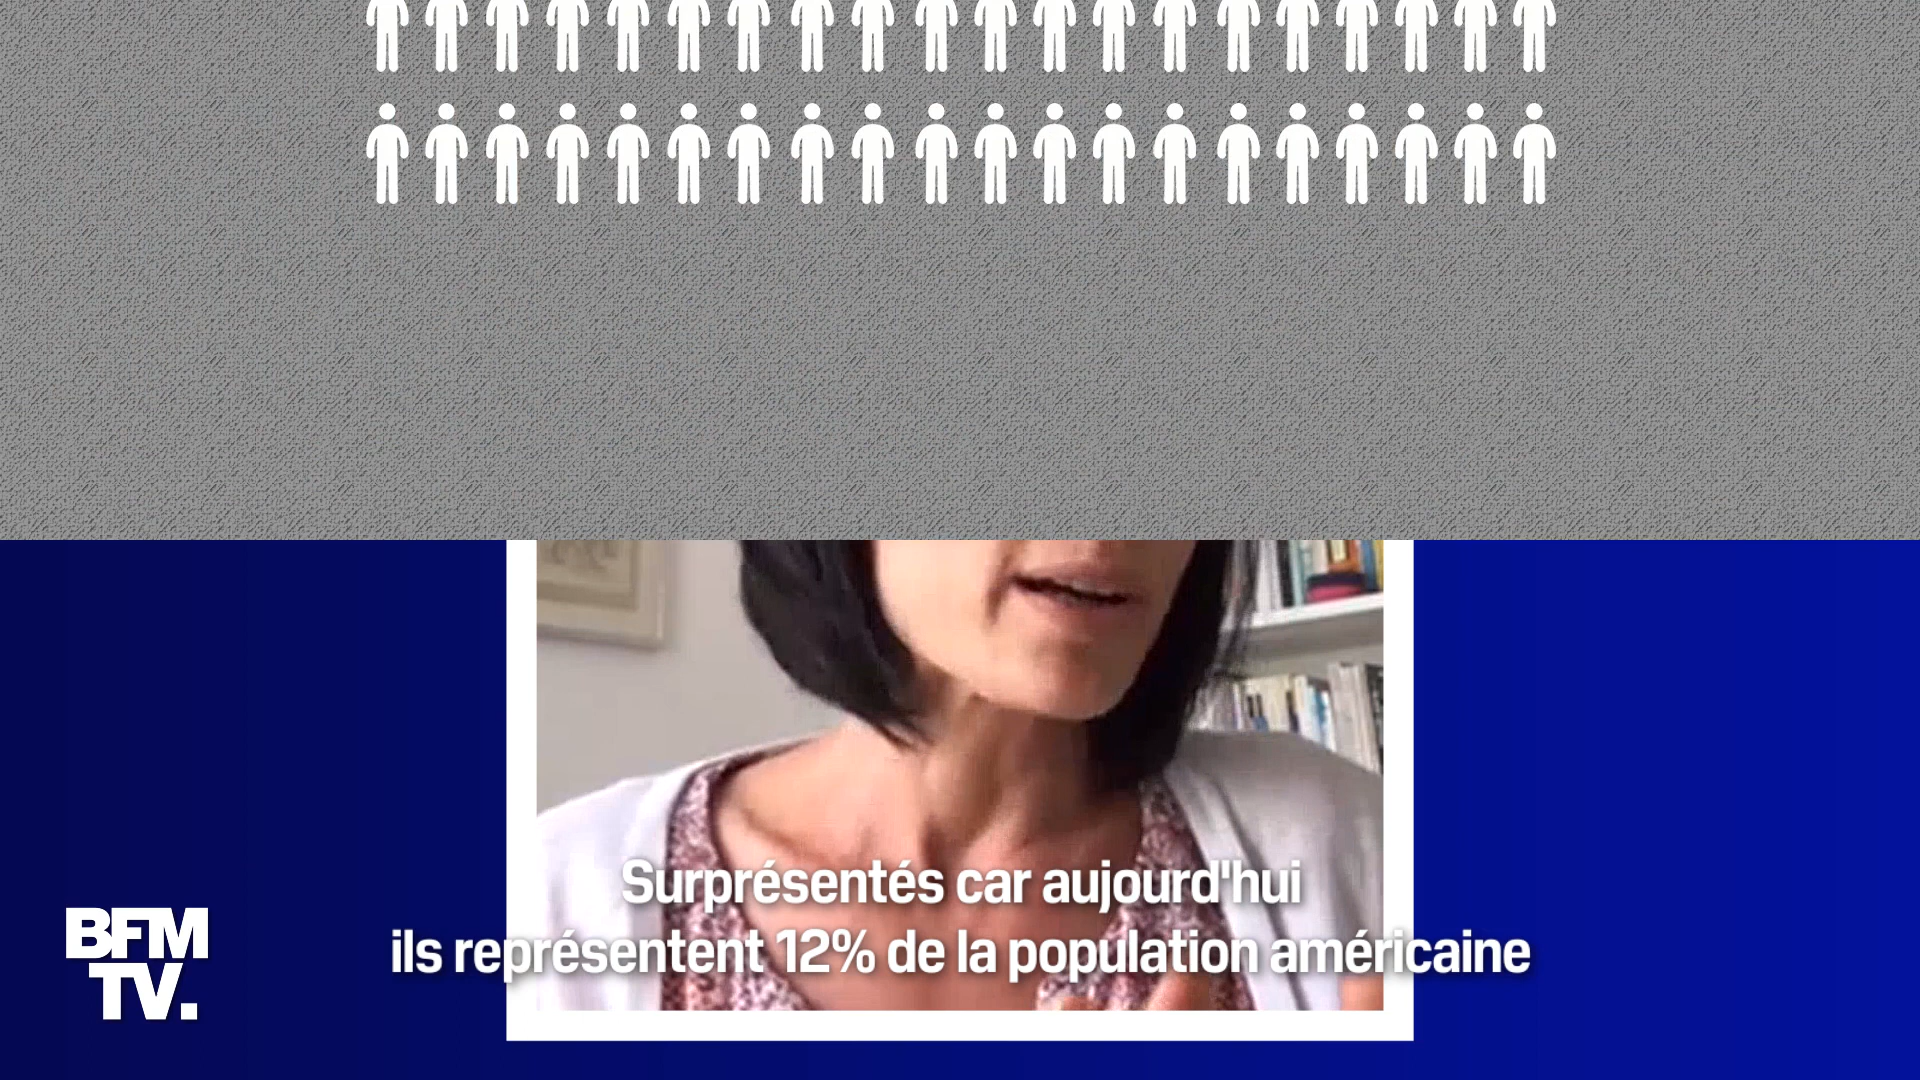 Surprésentés car aujourd'hui
ils représentent 12% de la population américaine
BFM
TV.